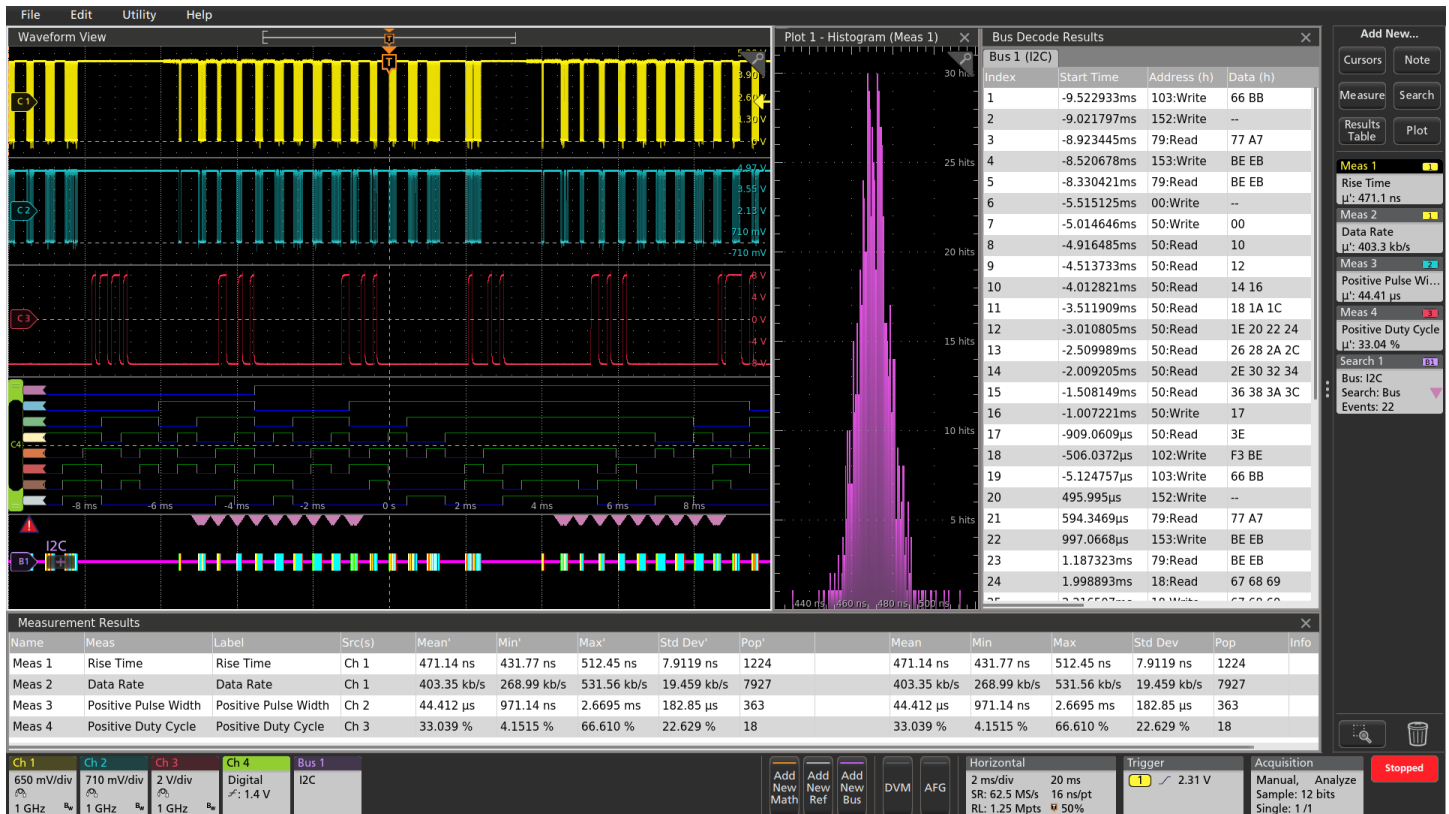 File Edit Utility Help
Waveform View
C1
3.90
2.60
1.30 V
0 V
C2
4.97 V
3.55 V
2.13 V
710 mV
-710 mV
C3
8 V
4 V
0 V
-4 V
-8 V
C4
-8 ms -6 ms -4 ms -2 ms 0 s 2 ms 4 ms 6 ms 8 ms
I2C
B1
T
Plot 1 - Histogram (Meas 1)
30 hits
25 hits
20 hits
15 hits
10 hits
5 hits
440 ns 460 ns 480 ns 500 ns
Bus Decode Results
Bus 1 (I2C)
Index Start Time Address (h) Data (h)
1 -9.522933ms 103:Write 66 BB
2 -9.021797ms 152:Write --
3 -8.923445ms 79:Read 77 A7
4 -8.520678ms 153:Write BE EB
5 -8.330421ms 79:Read BE EB
6 -5.515125ms 00:Write --
7 -5.014646ms 50:Write 00
8 -4.916485ms 50:Read 10
9 -4.513733ms 50:Read 12
10 -4.012821ms 50:Read 14 16
11 -3.511909ms 50:Read 18 1A 1C
12 -3.010805ms 50:Read 1E 20 22 24
13 -2.509989ms 50:Read 26 28 2A 2C
14 -2.009205ms 50:Read 2E 30 32 34
15 -1.508149ms 50:Read 36 38 3A 3C
16 -1.007221ms 50:Write 17
17 -909.0609µs 50:Read 3E
18 -506.0372µs 102:Write F3 BE
19 -5.124757µs 103:Write 66 BB
20 495.995µs 152:Write --
21 594.3469µs 79:Read 77 A7
22 997.0668µs 153:Write BE EB
23 1.187323ms 79:Read BE EB
24 1.998893ms 18:Read 67 68 69
Add New...
Cursors Note
Measure Search
Results Table Plot
Meas 1 1
Rise Time
µ': 471.1 ns
Meas 2 1
Data Rate
µ': 403.3 kb/s
Meas 3 2
Positive Pulse Wi...
µ': 44.41 µs
Meas 4 3
Positive Duty Cycle
µ': 33.04 %
Search 1 B1
Bus: I2C
Search: Bus
Events: 22
Measurement Results
Name Meas Label Src(s) Mean' Min' Max' Std Dev' Pop' Mean Min Max Std Dev Pop Info
Meas 1 Rise Time Rise Time Ch 1 471.14 ns 431.77 ns 512.45 ns 7.9119 ns 1224 471.14 ns 431.77 ns 512.45 ns 7.9119 ns 1224
Meas 2 Data Rate Data Rate Ch 1 403.35 kb/s 268.99 kb/s 531.56 kb/s 19.459 kb/s 7927 403.35 kb/s 268.99 kb/s 531.56 kb/s 19.459 kb/s 7927
Meas 3 Positive Pulse Width Positive Pulse Width Ch 2 44.412 µs 971.14 ns 2.6695 ms 182.85 µs 363 44.412 µs 971.14 ns 2.6695 ms 182.85 µs 363
Meas 4 Positive Duty Cycle Positive Duty Cycle Ch 3 33.039 % 4.1515 % 66.610 % 22.629 % 18 33.039 % 4.1515 % 66.610 % 22.629 % 18
Ch 1
650 mV/div
1 GHz Bw
Ch 2
710 mV/div
1 GHz Bw
Ch 3
2 V/div
1 GHz Bw
Ch 4
Digital
: 1.4 V
Bus 1
I2C
Add New Math
Add New Ref
Add New Bus
DVM
AFG
Horizontal
2 ms/div 20 ms
SR: 62.5 MS/s 16 ns/pt
RL: 1.25 Mpts 50%
Trigger
1 2.31 V
Acquisition
Manual, Analyze
Sample: 12 bits
Single: 1 /1
Stopped